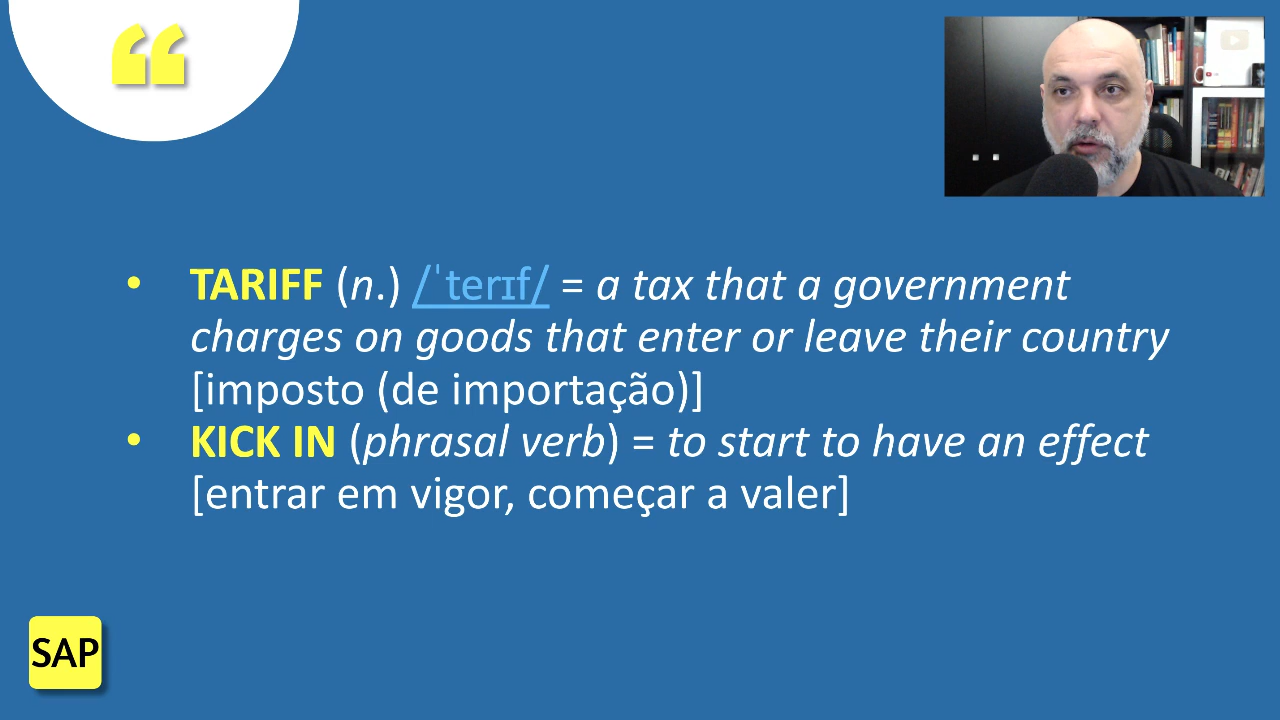 “
• TARIFF (n.) /ˈterɪf/ = a tax that a government
charges on goods that enter or leave their country
[imposto (de importação)]
• KICK IN (phrasal verb) = to start to have an effect
[entrar em vigor, começar a valer]
SAP